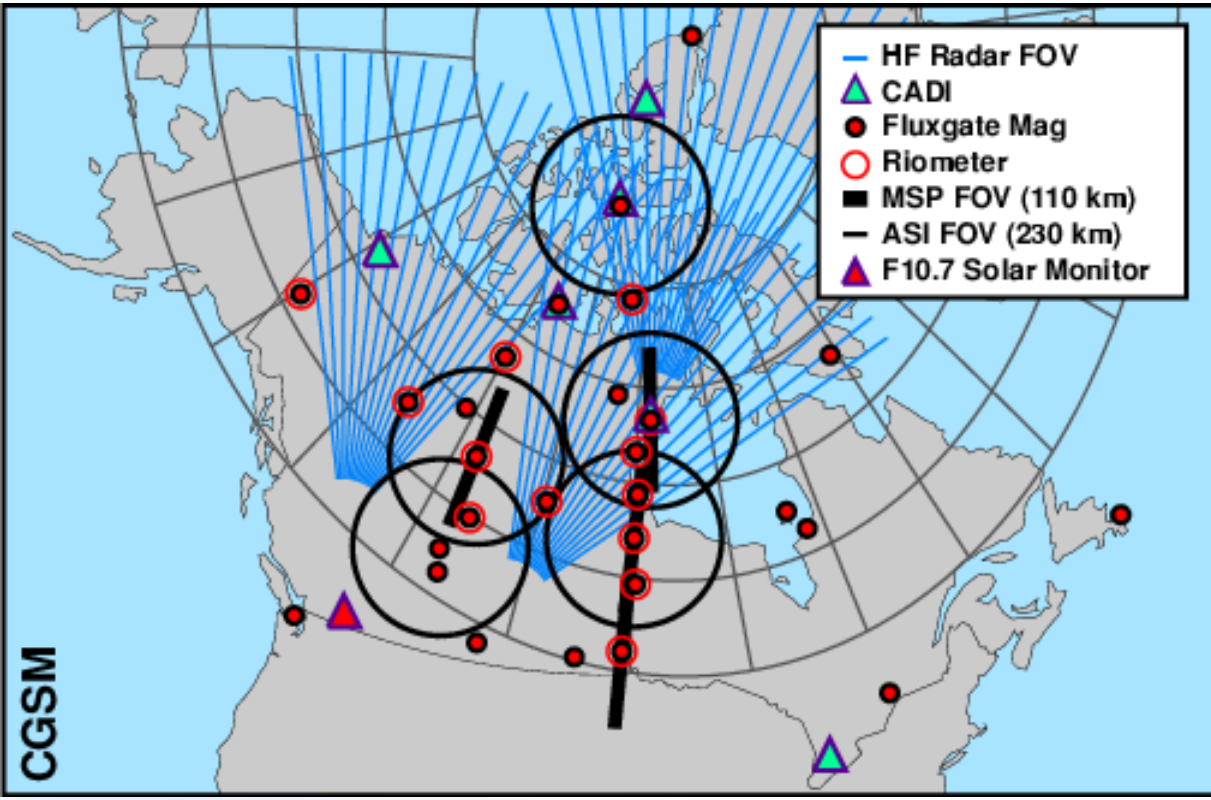 HF Radar FOV
CADI
Fluxgate Mag
Riometer
MSP FOV (110 km)
ASI FOV (230 km)
F10.7 Solar Monitor
CGSM